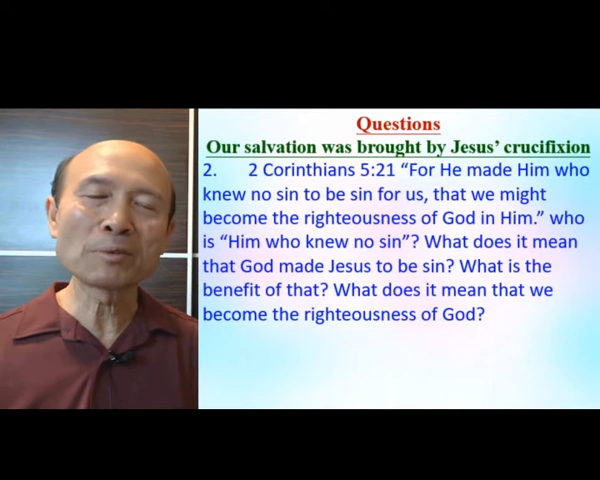 Questions
Our salvation was brought by Jesus’ crucifixion
2. 2 Corinthians 5:21 “For He made Him who
knew no sin to be sin for us, that we might
become the righteousness of God in Him.” who
is “Him who knew no sin”? What does it mean
that God made Jesus to be sin? What is the
benefit of that? What does it mean that we
become the righteousness of God?